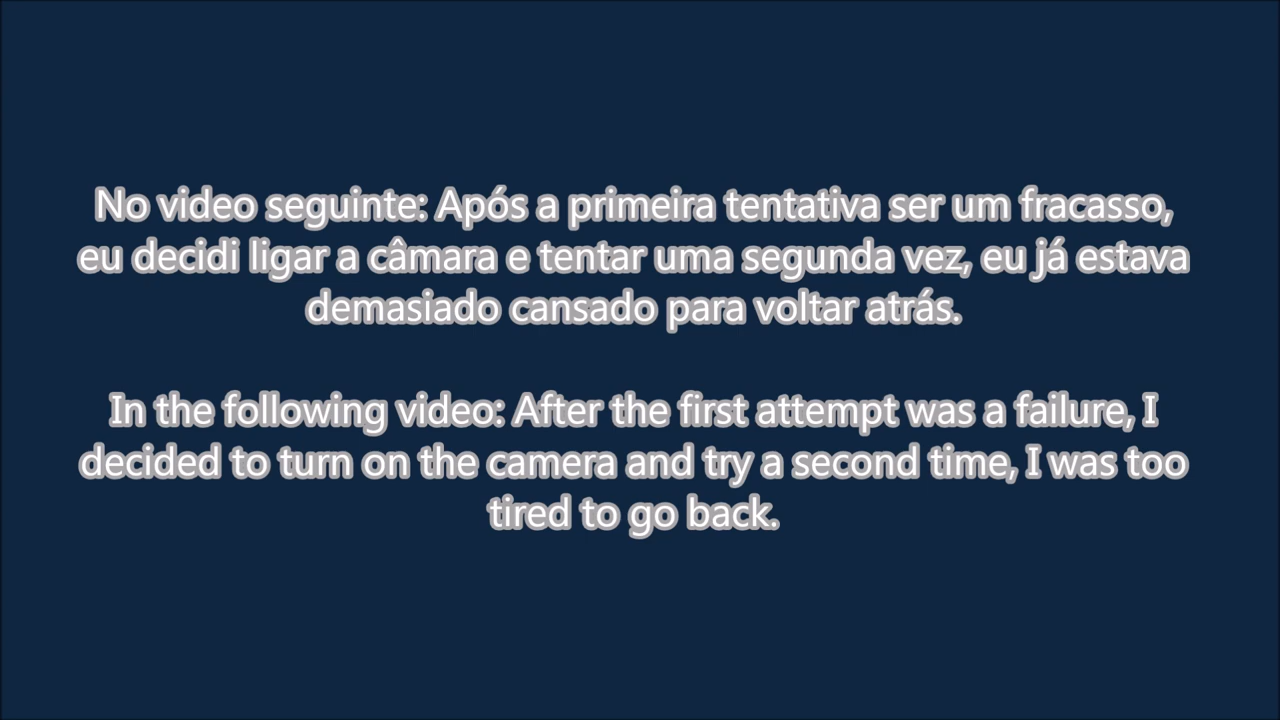 No video seguinte: Após a primeira tentativa ser um fracasso,
eu decidi ligar a câmara e tentar uma segunda vez, eu já estava
demasiado cansado para voltar atrás.
In the following video: After the first attempt was a failure, I
decided to turn on the camera and try a second time, I was too
tired to go back.